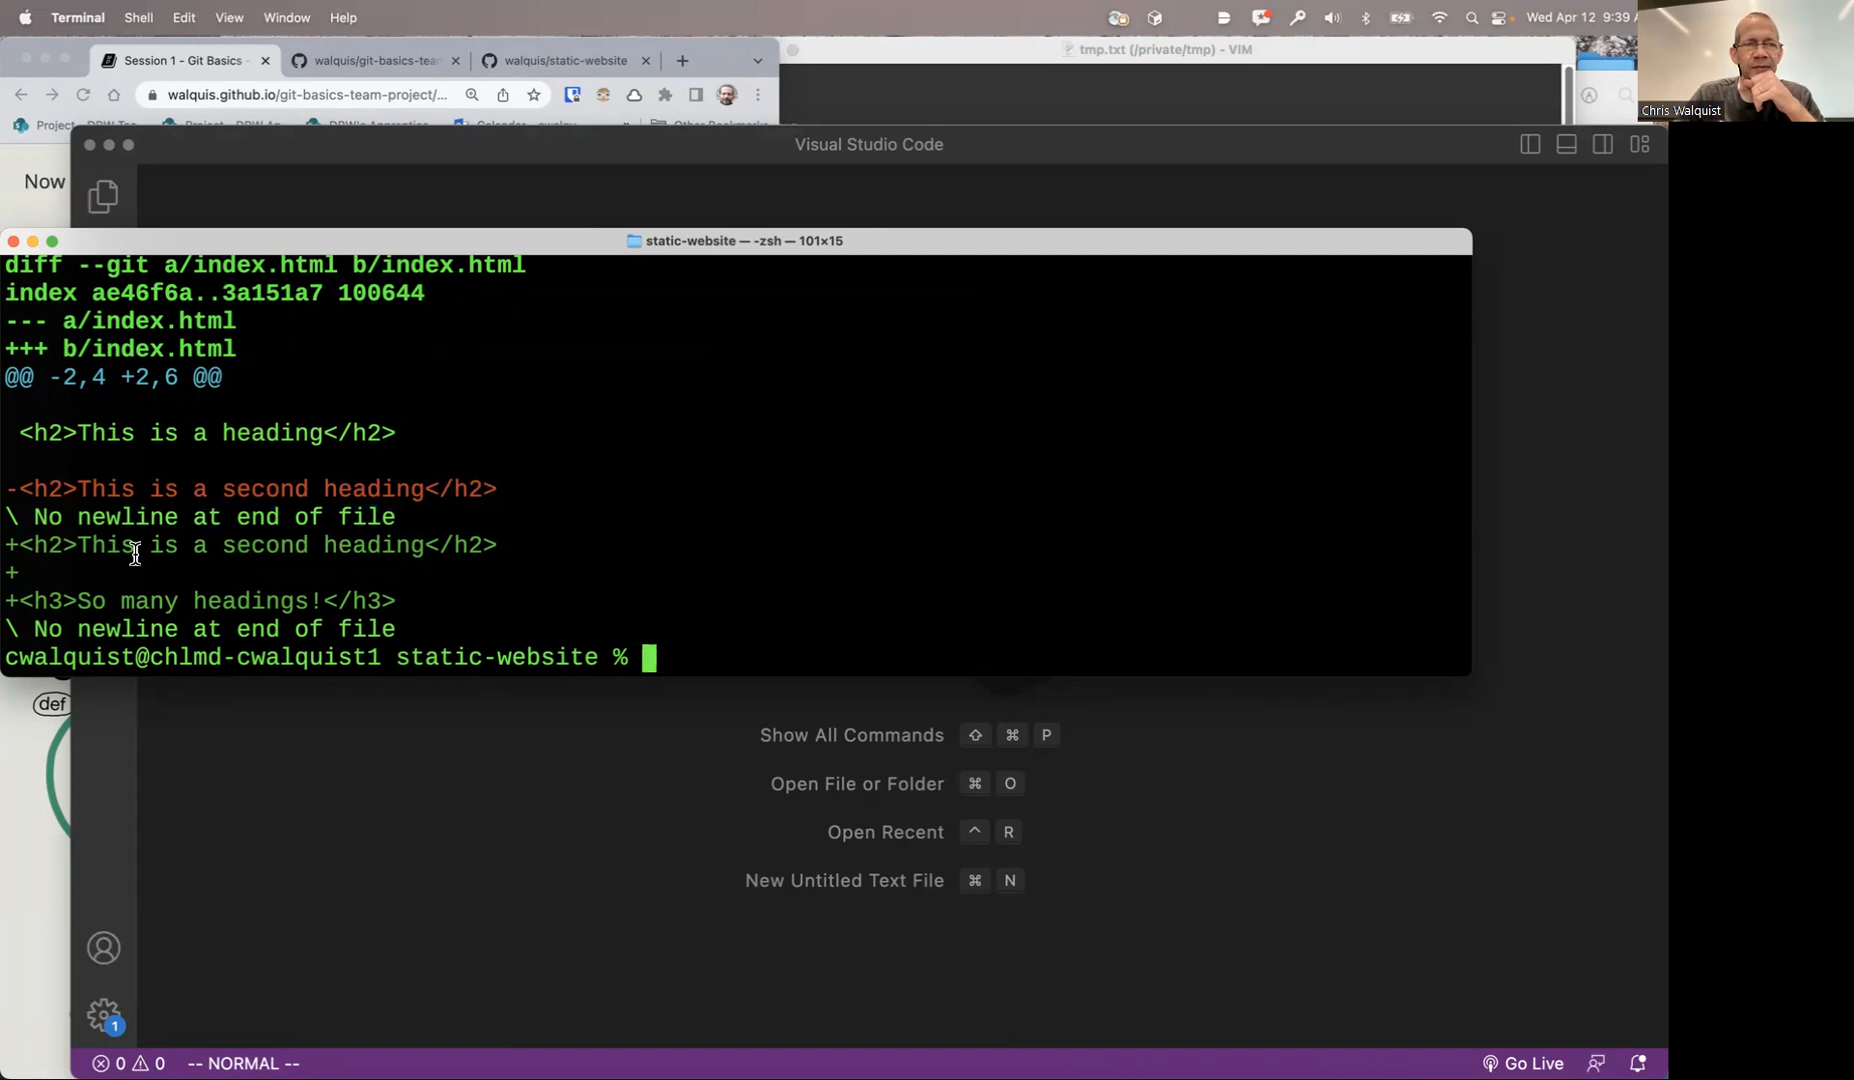 Terminal Shell Edit View Window Help Wed Apr 12 9:39
Session 1 - Git Basics - walquis/git-basics-tea walquis/static-website
tmp.txt (/private/tmp) - VIM
walquis.github.io/git-basics-team-project/...
Chris Walquist
Visual Studio Code
Now
static-website — -zsh — 101×15
diff --git a/index.html b/index.html
index ae46f6a..3a151a7 100644
--- a/index.html
+++ b/index.html
@@ -2,4 +2,6 @@
<h2>This is a heading</h2>
-<h2>This is a second heading</h2>
\ No newline at end of file
+<h2>This is a second heading</h2>
+
+<h3>So many headings!</h3>
\ No newline at end of file
cwalquist@chlmd-cwalquist1 static-website %
def
Show All Commands ⇧ ⌘ P
Open File or Folder ⌘ O
Open Recent ^ R
New Untitled Text File ⌘ N
1
0 0 -- NORMAL -- Go Live